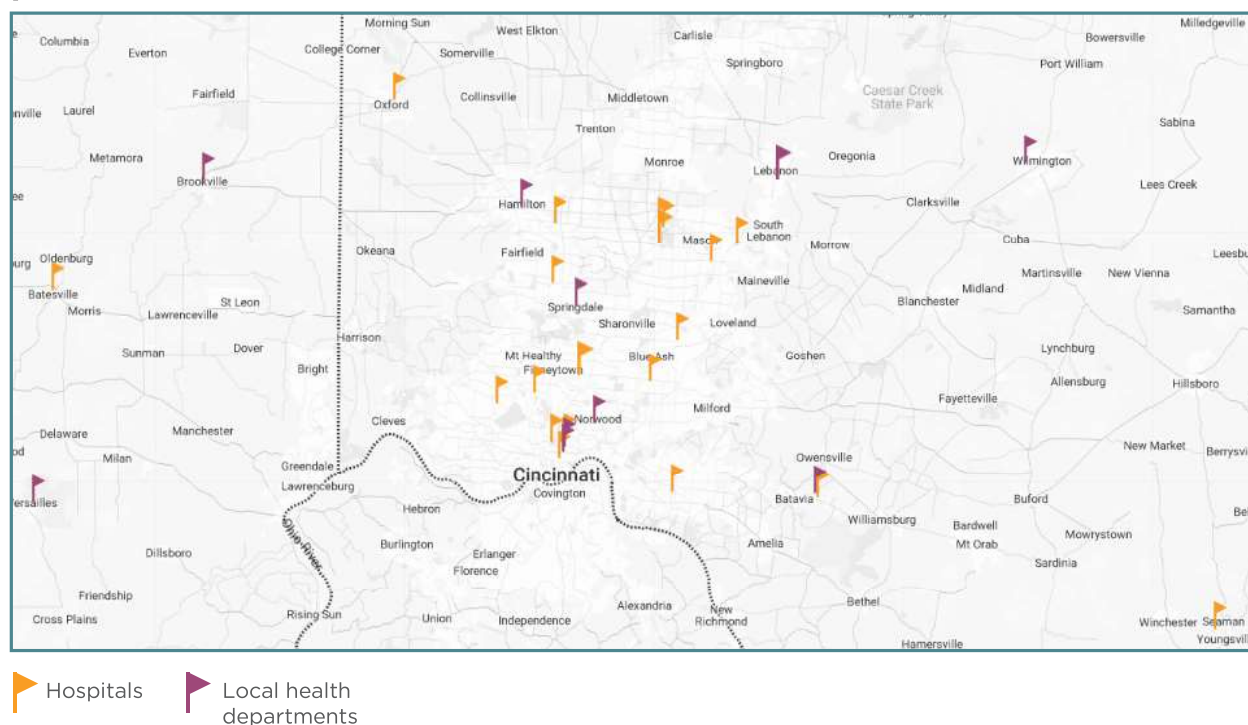 Morning Sun
Milledgeville
West Elkton
Carlisle
Bowersville
Columbia
College Corner
Everton
Somerville
Springboro
Port William
Fairfield
Caesar Creek
State Park
Collinsville
Middletown
Oxford
Laurel
Sabina
Trenton
Metamora
Monroe
Oregonia
Wilmington
Lebanon
Brookville
Lees Creek
Hamilton
Clarksville
South
Lebanon
Mason
Cuba
Morrow
Okeana
Fairfield
Oldenburg
Martinsville
New Vienna
Maineville
Midland
Batesville
St Leon
Blanchester
Morris
Lawrenceville
Springdale
Samantha
Sharonville
Loveland
Harrison
Sunman
Dover
Mt Healthy
Blue Ash
Goshen
Lynchburg
Bright
Finneytown
Allensburg
Hillsboro
Fayetteville
Milford
Cleves
Norwood
Delaware
Manchester
New Market
Milan
Owensville
Greendale
Cincinnati
Lawrenceburg
Covington
Batavia
Buford
Hebron
Williamsburg
Bardwell
Ohio River
Mowrystown
Burlington
Amelia
Mt Orab
Dillsboro
Erlanger
Sardinia
Florence
Friendship
Bethel
Alexandria
New
Richmond
Rising Sun
Cross Plains
Union
Independence
Winchester
Seaman
Hamersville
Hospitals
Local health
departments